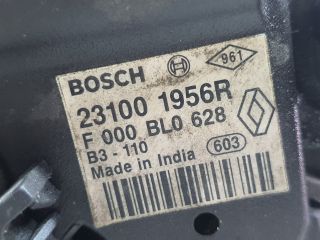 BOSCH 961
23100 1956R
F 000 BL0 628
B3 - 110
Made in India 603